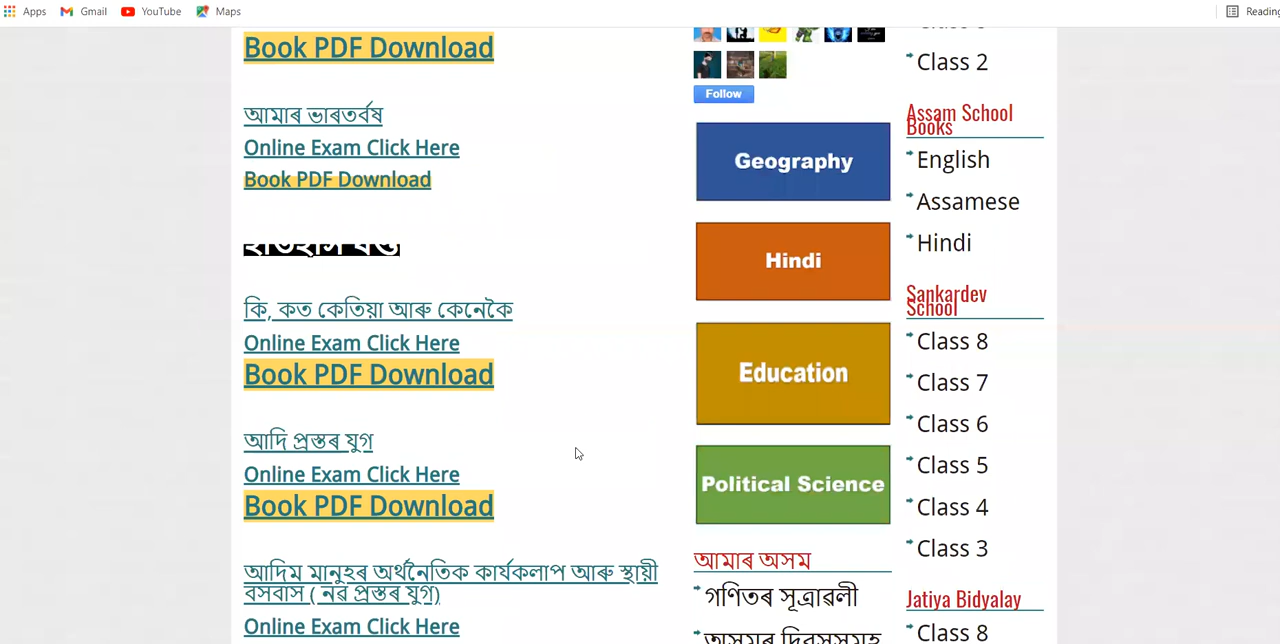 Apps Gmail YouTube Maps Reading
Book PDF Download
আমাৰ ভাৰতবৰ্ষ
Online Exam Click Here
Book PDF Download
কি, কত কেতিয়া আৰু কেনেকৈ
Online Exam Click Here
Book PDF Download
আদি প্ৰস্তৰ যুগ
Online Exam Click Here
Book PDF Download
আদিম মানুহৰ অৰ্থনৈতিক কাৰ্যকলাপ আৰু স্থায়ী
বসবাস ( নৱ প্ৰস্তৰ যুগ)
Online Exam Click Here
Follow
Geography
Hindi
Education
Political Science
আমাৰ অসম
গণিতৰ সূত্ৰাৱলী
অসমৰ দিবসসমূহ
Class 2
Assam School
Books
English
Assamese
Hindi
Sankardev
School
Class 8
Class 7
Class 6
Class 5
Class 4
Class 3
Jatiya Bidyalay
Class 8